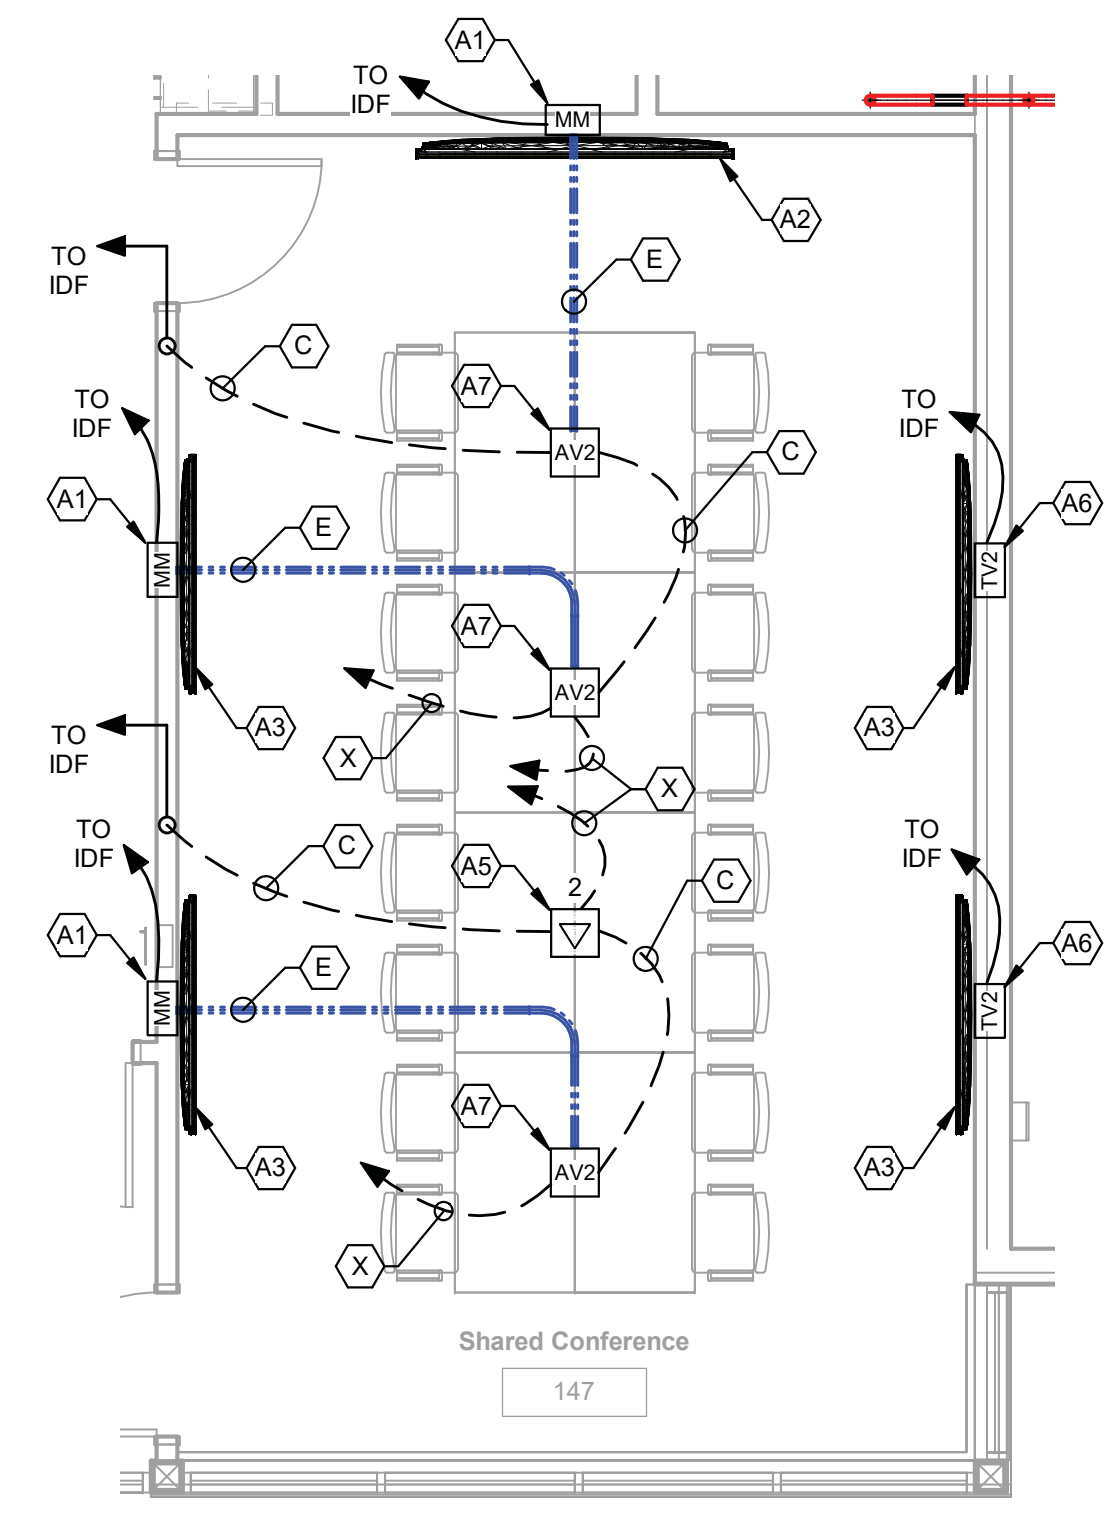 A1
TO
IDF
MM
A2
E
TO
IDF
C
A7
AV2
C
TO
IDF
TO
IDF
A1
E
MM
A6
TV2
A7
AV2
A3
X
X
A3
TO
IDF
TO
IDF
C
A5
2
C
TO
IDF
A1
E
MM
A6
TV2
A7
AV2
A3
X
A3
Shared Conference
147